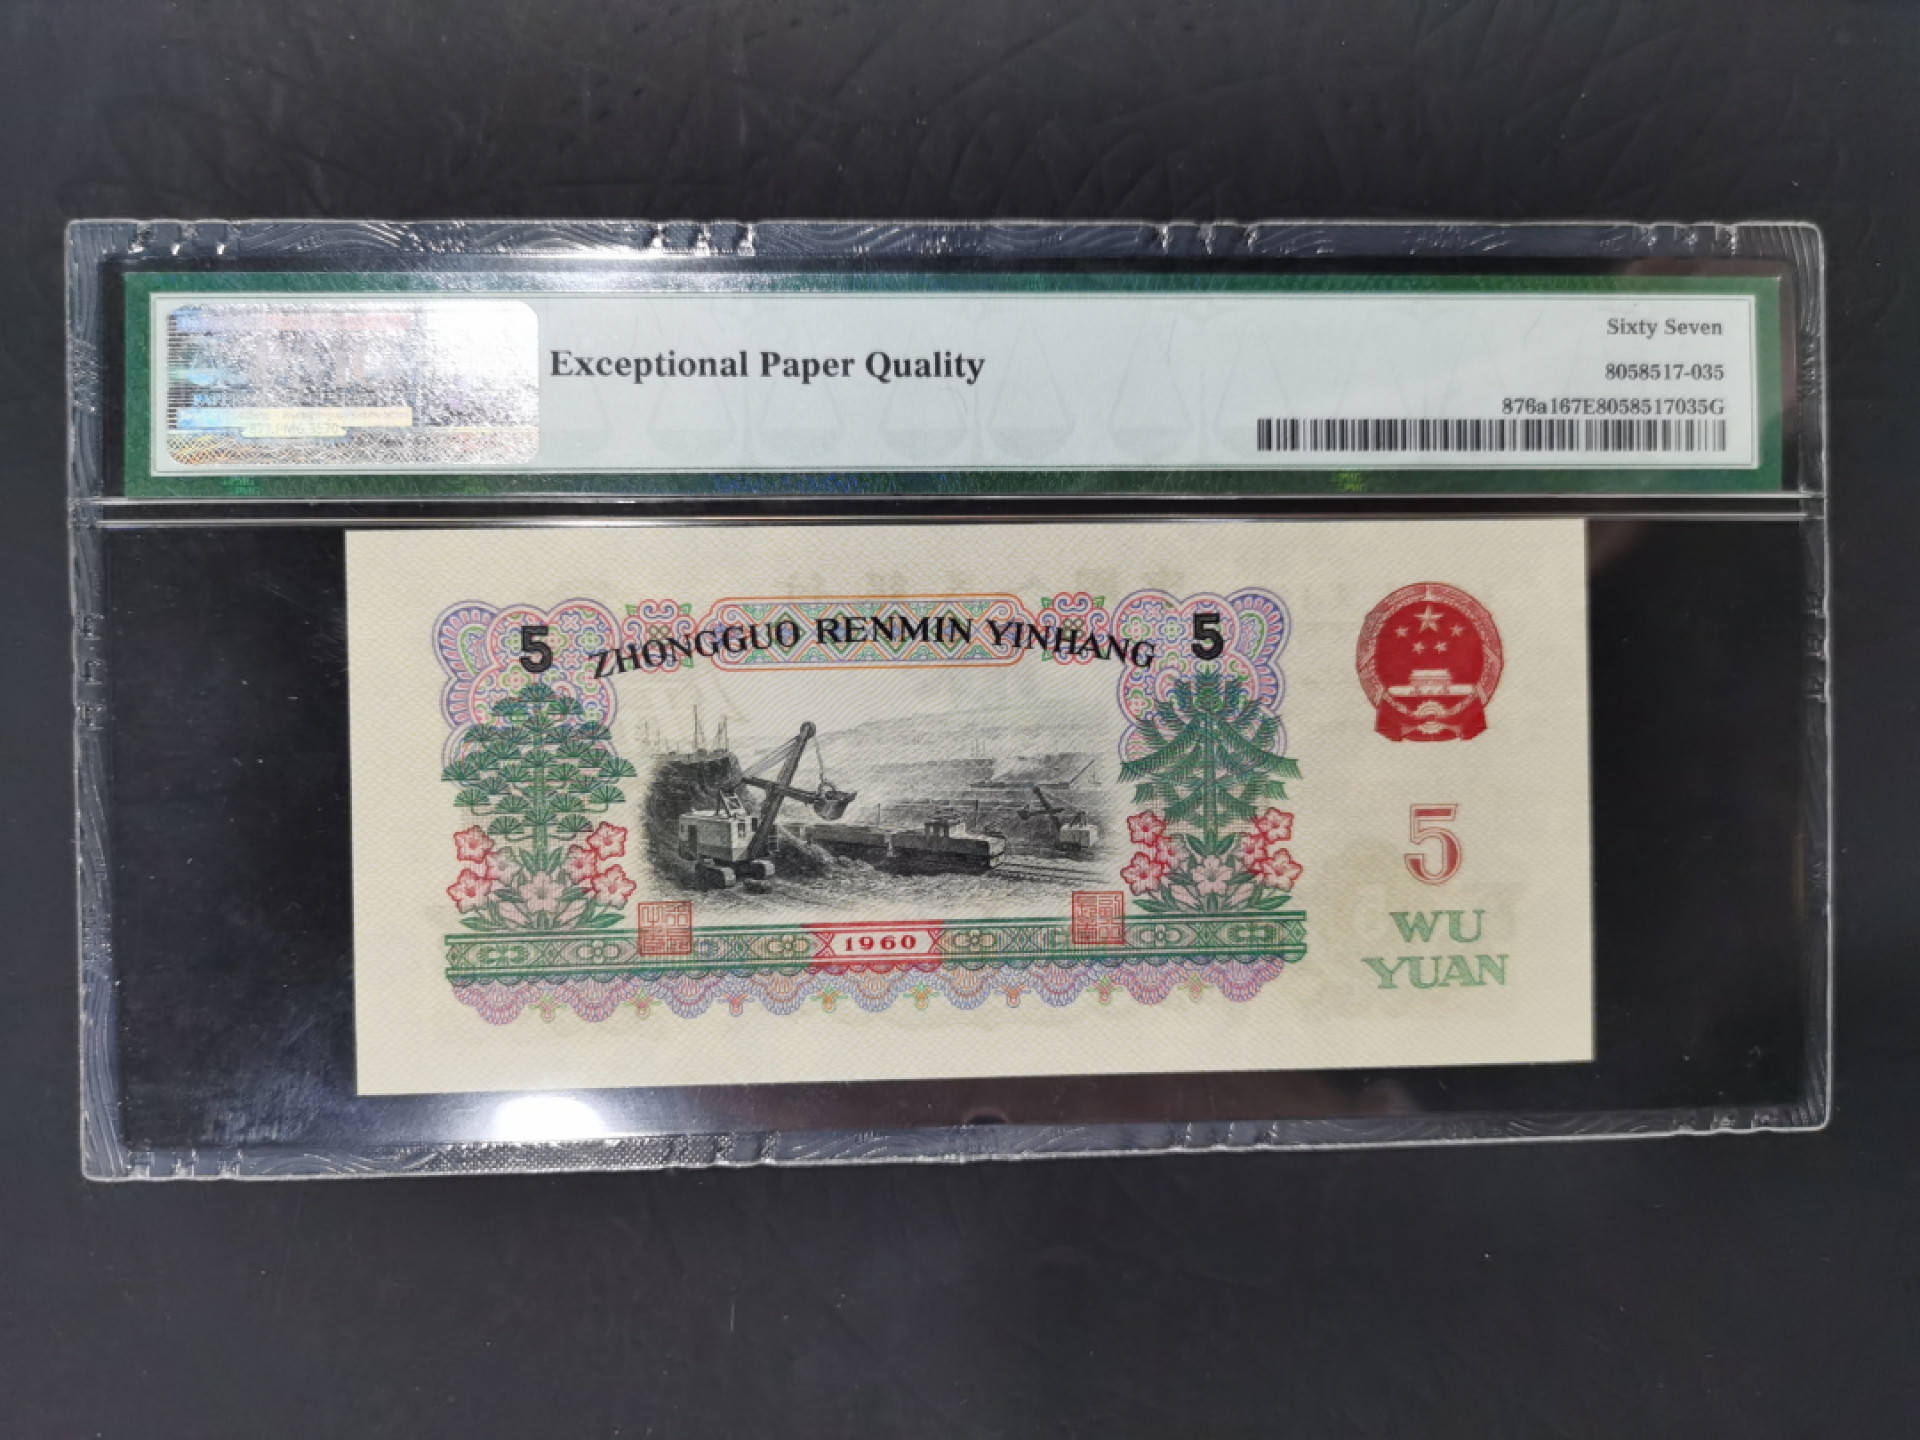 Exceptional Paper Quality
Sixty Seven
8058517-035
876a167E8058517035G
5 ZHONGGUO RENMIN YINHANG 5
1960
5
WU
YUAN